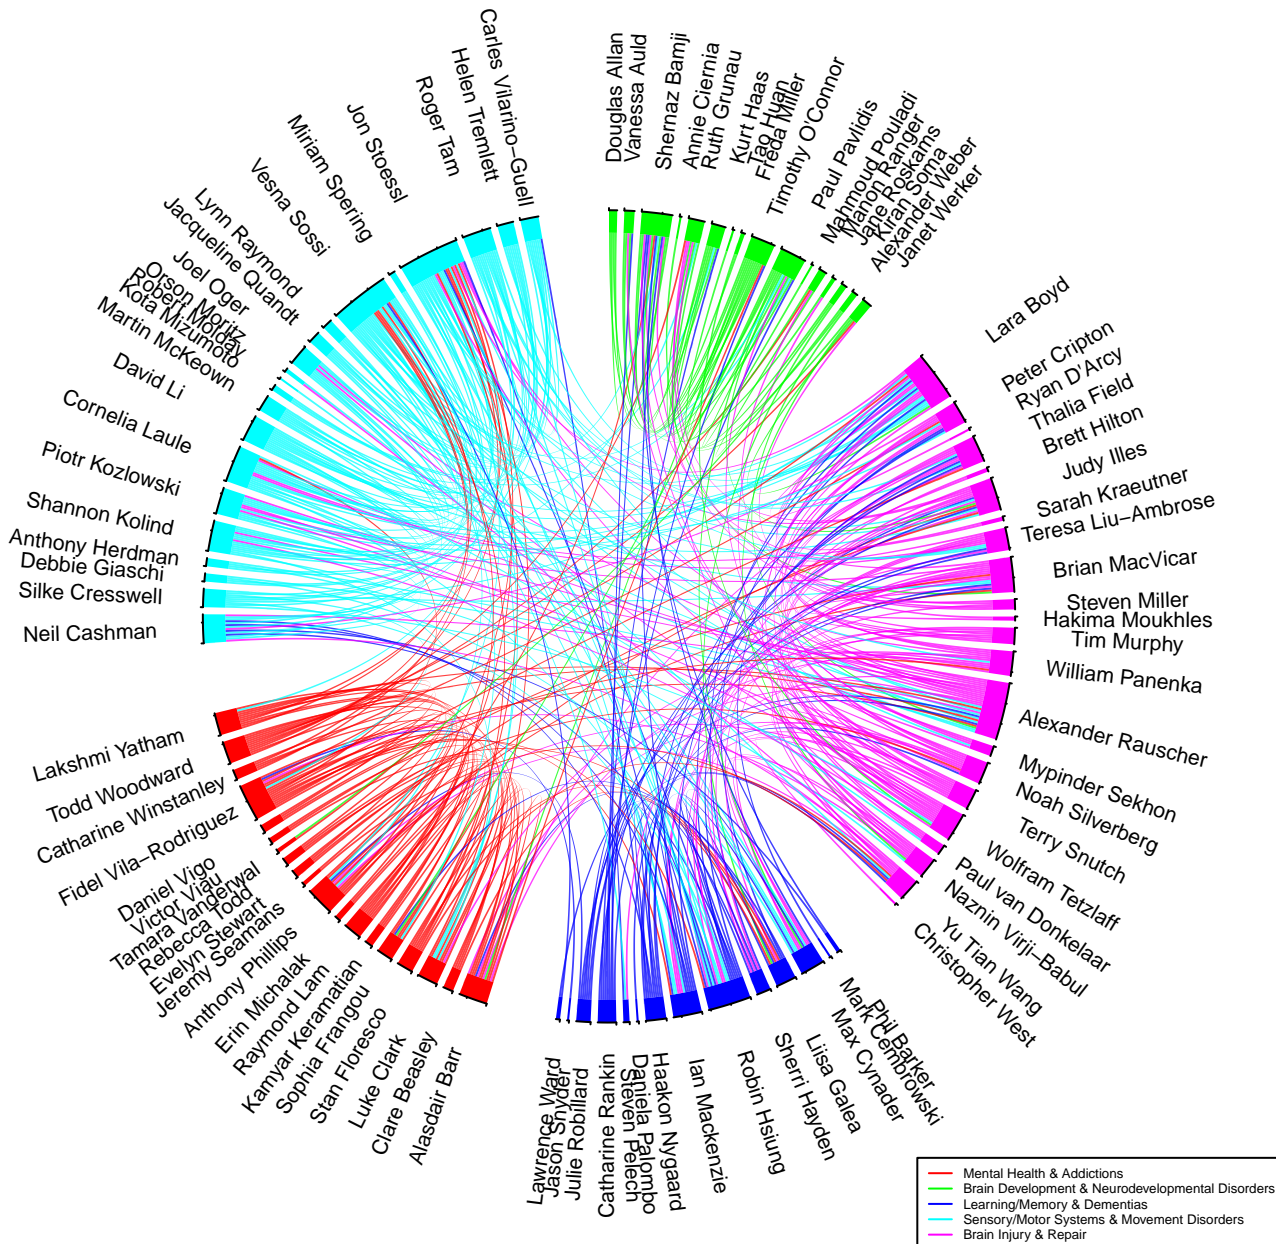 Douglas Allan
Vanessa Auld
Shernaz Bamji
Annie Ciernia
Ruth Grunau
Kurt Haas
Tao Huan
Freda Miller
Timothy O'Connor
Paul Pavlidis
Mahmoud Pouladi
Manon Ranger
Jane Roskams
Kiran Soma
Alexander Weber
Janet Werker
Lara Boyd
Peter Cripton
Ryan D'Arcy
Thalia Field
Brett Hilton
Judy Illes
Sarah Kraeutner
Teresa Liu−Ambrose
Brian MacVicar
Steven Miller
Hakima Moukhles
Tim Murphy
William Panenka
Alexander Rauscher
Mypinder Sekhon
Noah Silverberg
Terry Snutch
Wolfram Tetzlaff
Paul van Donkelaar
Naznin Virji−Babul
Yu Tian Wang
Christopher West
Phil Barker
Mark Cembrowski
Max Cynader
Liisa Galea
Sherri Hayden
Robin Hsiung
Ian Mackenzie
Haakon Nygaard
Daniela Palombo
Steven Pelech
Catharine Rankin
Julie Robillard
Jason Snyder
Lawrence Ward
Alasdair Barr
Clare Beasley
Luke Clark
Stan Floresco
Sophia Frangou
Kamyar Keramatian
Raymond Lam
Erin Michalak
Anthony Phillips
Jeremy Seamans
Evelyn Stewart
Rebecca Todd
Tamara Vanderwal
Victor Viau
Daniel Vigo
Fidel Vila−Rodriguez
Catharine Winstanley
Todd Woodward
Lakshmi Yatham
Neil Cashman
Silke Cresswell
Debbie Giaschi
Anthony Herdman
Shannon Kolind
Piotr Kozlowski
Cornelia Laule
David Li
Martin McKeown
Kota Mizumoto
Robert Molday
Orson Moritz
Joel Oger
Jacqueline Quandt
Lynn Raymond
Vesna Sossi
Miriam Spering
Jon Stoessl
Roger Tam
Helen Tremlett
Carles Vilarino−Guell
Mental Health & Addictions
Brain Development & Neurodevelopmental Disorders
Learning/Memory & Dementias
Sensory/Motor Systems & Movement Disorders
Brain Injury & Repair